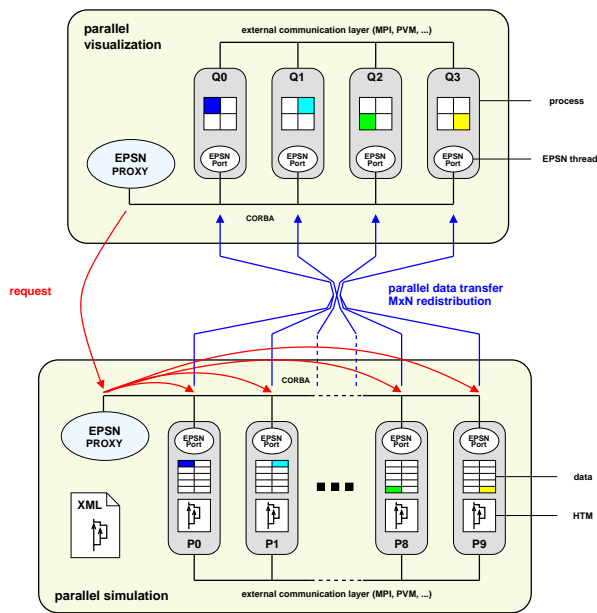 parallel
visualization
external communication layer (MPI, PVM, ...)
Q0 Q1 Q2 Q3
process
EPSN
PROXY
EPSN
Port
EPSN
Port
EPSN
Port
EPSN
Port
EPSN thread
CORBA
request
parallel data transfer
MxN redistribution
CORBA
EPSN
PROXY
EPSN
Port
EPSN
Port
EPSN
Port
EPSN
Port
data
XML
HTM
P0 P1 P8 P9
parallel simulation
external communication layer (MPI, PVM, ...)